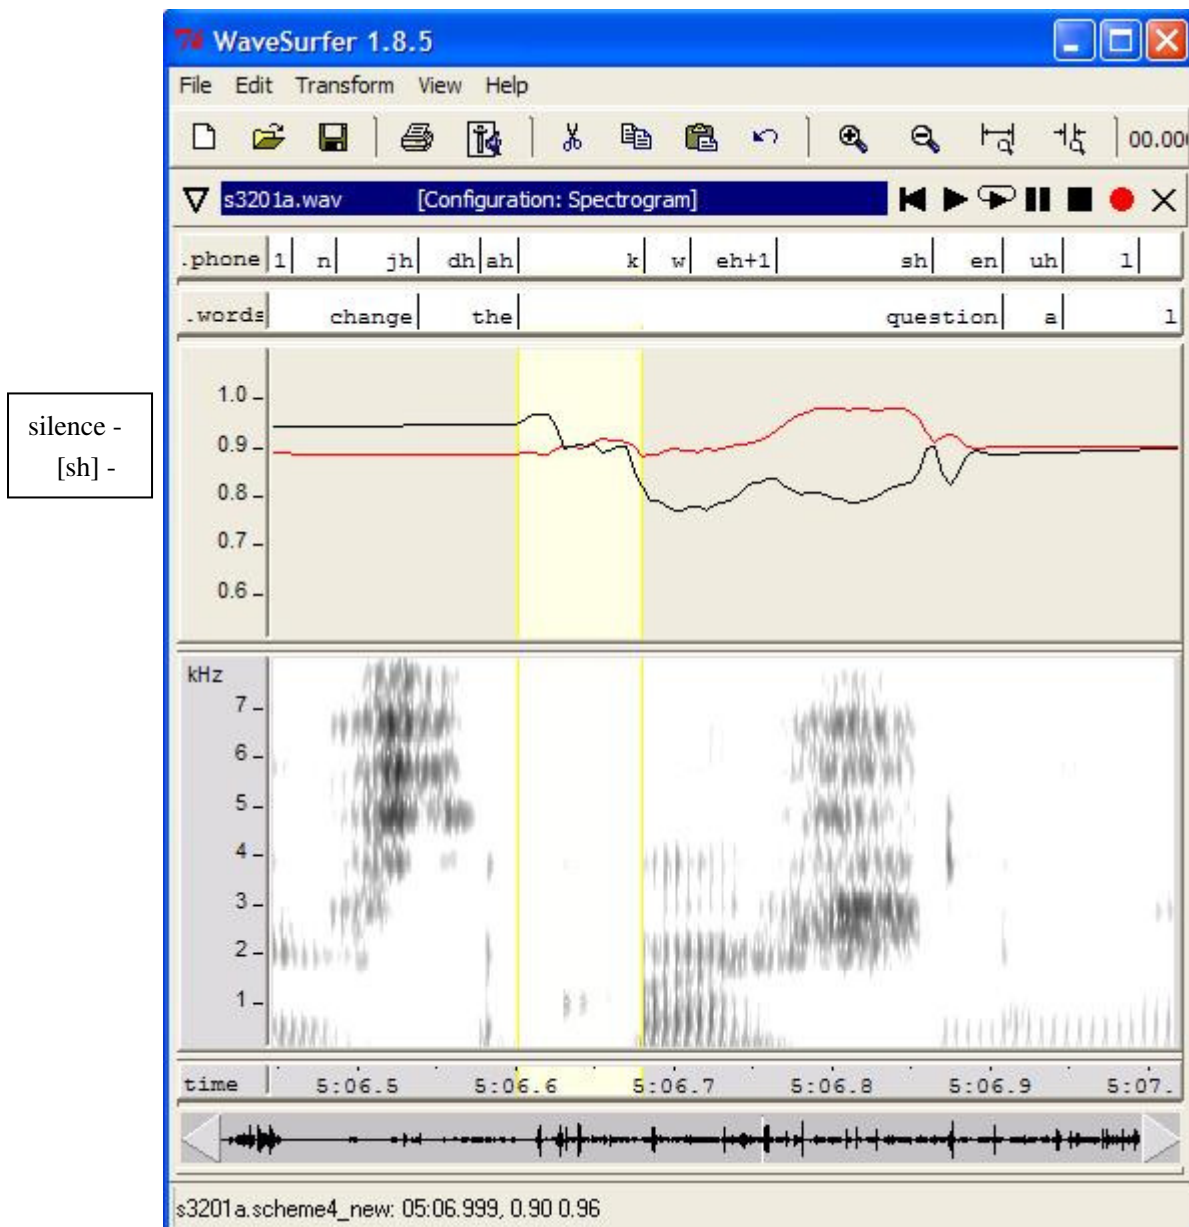 WaveSurfer 1.8.5
File Edit Transform View Help
00.00
s3201a.wav [Configuration: Spectrogram]
.phone l n jh dh ah k w eh+1 sh en uh l
.words change the question a l
1.0
silence -
0.9
[sh] -
0.8
0.7
0.6
kHz
7
6
5
4
3
2
1
time 5:06.5 5:06.6 5:06.7 5:06.8 5:06.9 5:07.
s3201a.scheme4_new: 05:06.999, 0.90 0.96